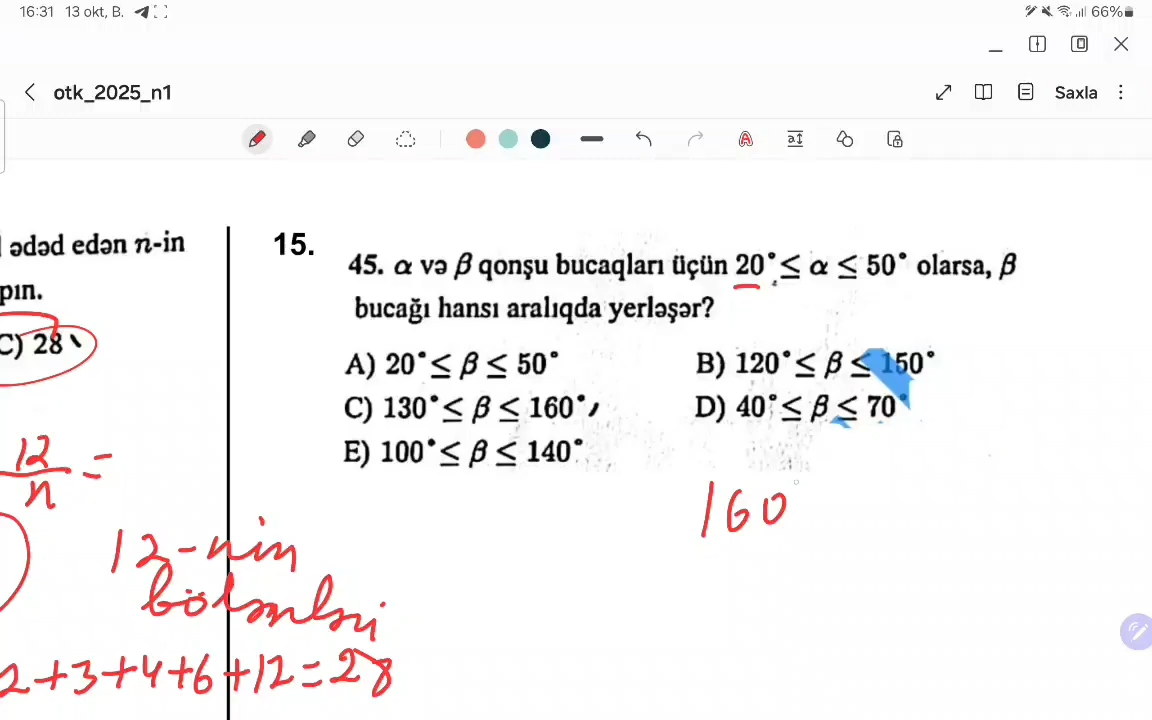 16:31 13 okt, B. 66%
otk_2025_n1
Saxla
ədəd edən n-in
pın.
C) 28
12
n
=
12-nin
bölənləri
2+3+4+6+12=28
15.
45. α və β qonşu bucaqları üçün 20° ≤ α ≤ 50° olarsa, β
bucağı hansı aralıqda yerləşər?
A) 20° ≤ β ≤ 50° B) 120° ≤ β ≤ 150°
C) 130° ≤ β ≤ 160° D) 40° ≤ β ≤ 70°
E) 100° ≤ β ≤ 140°
160